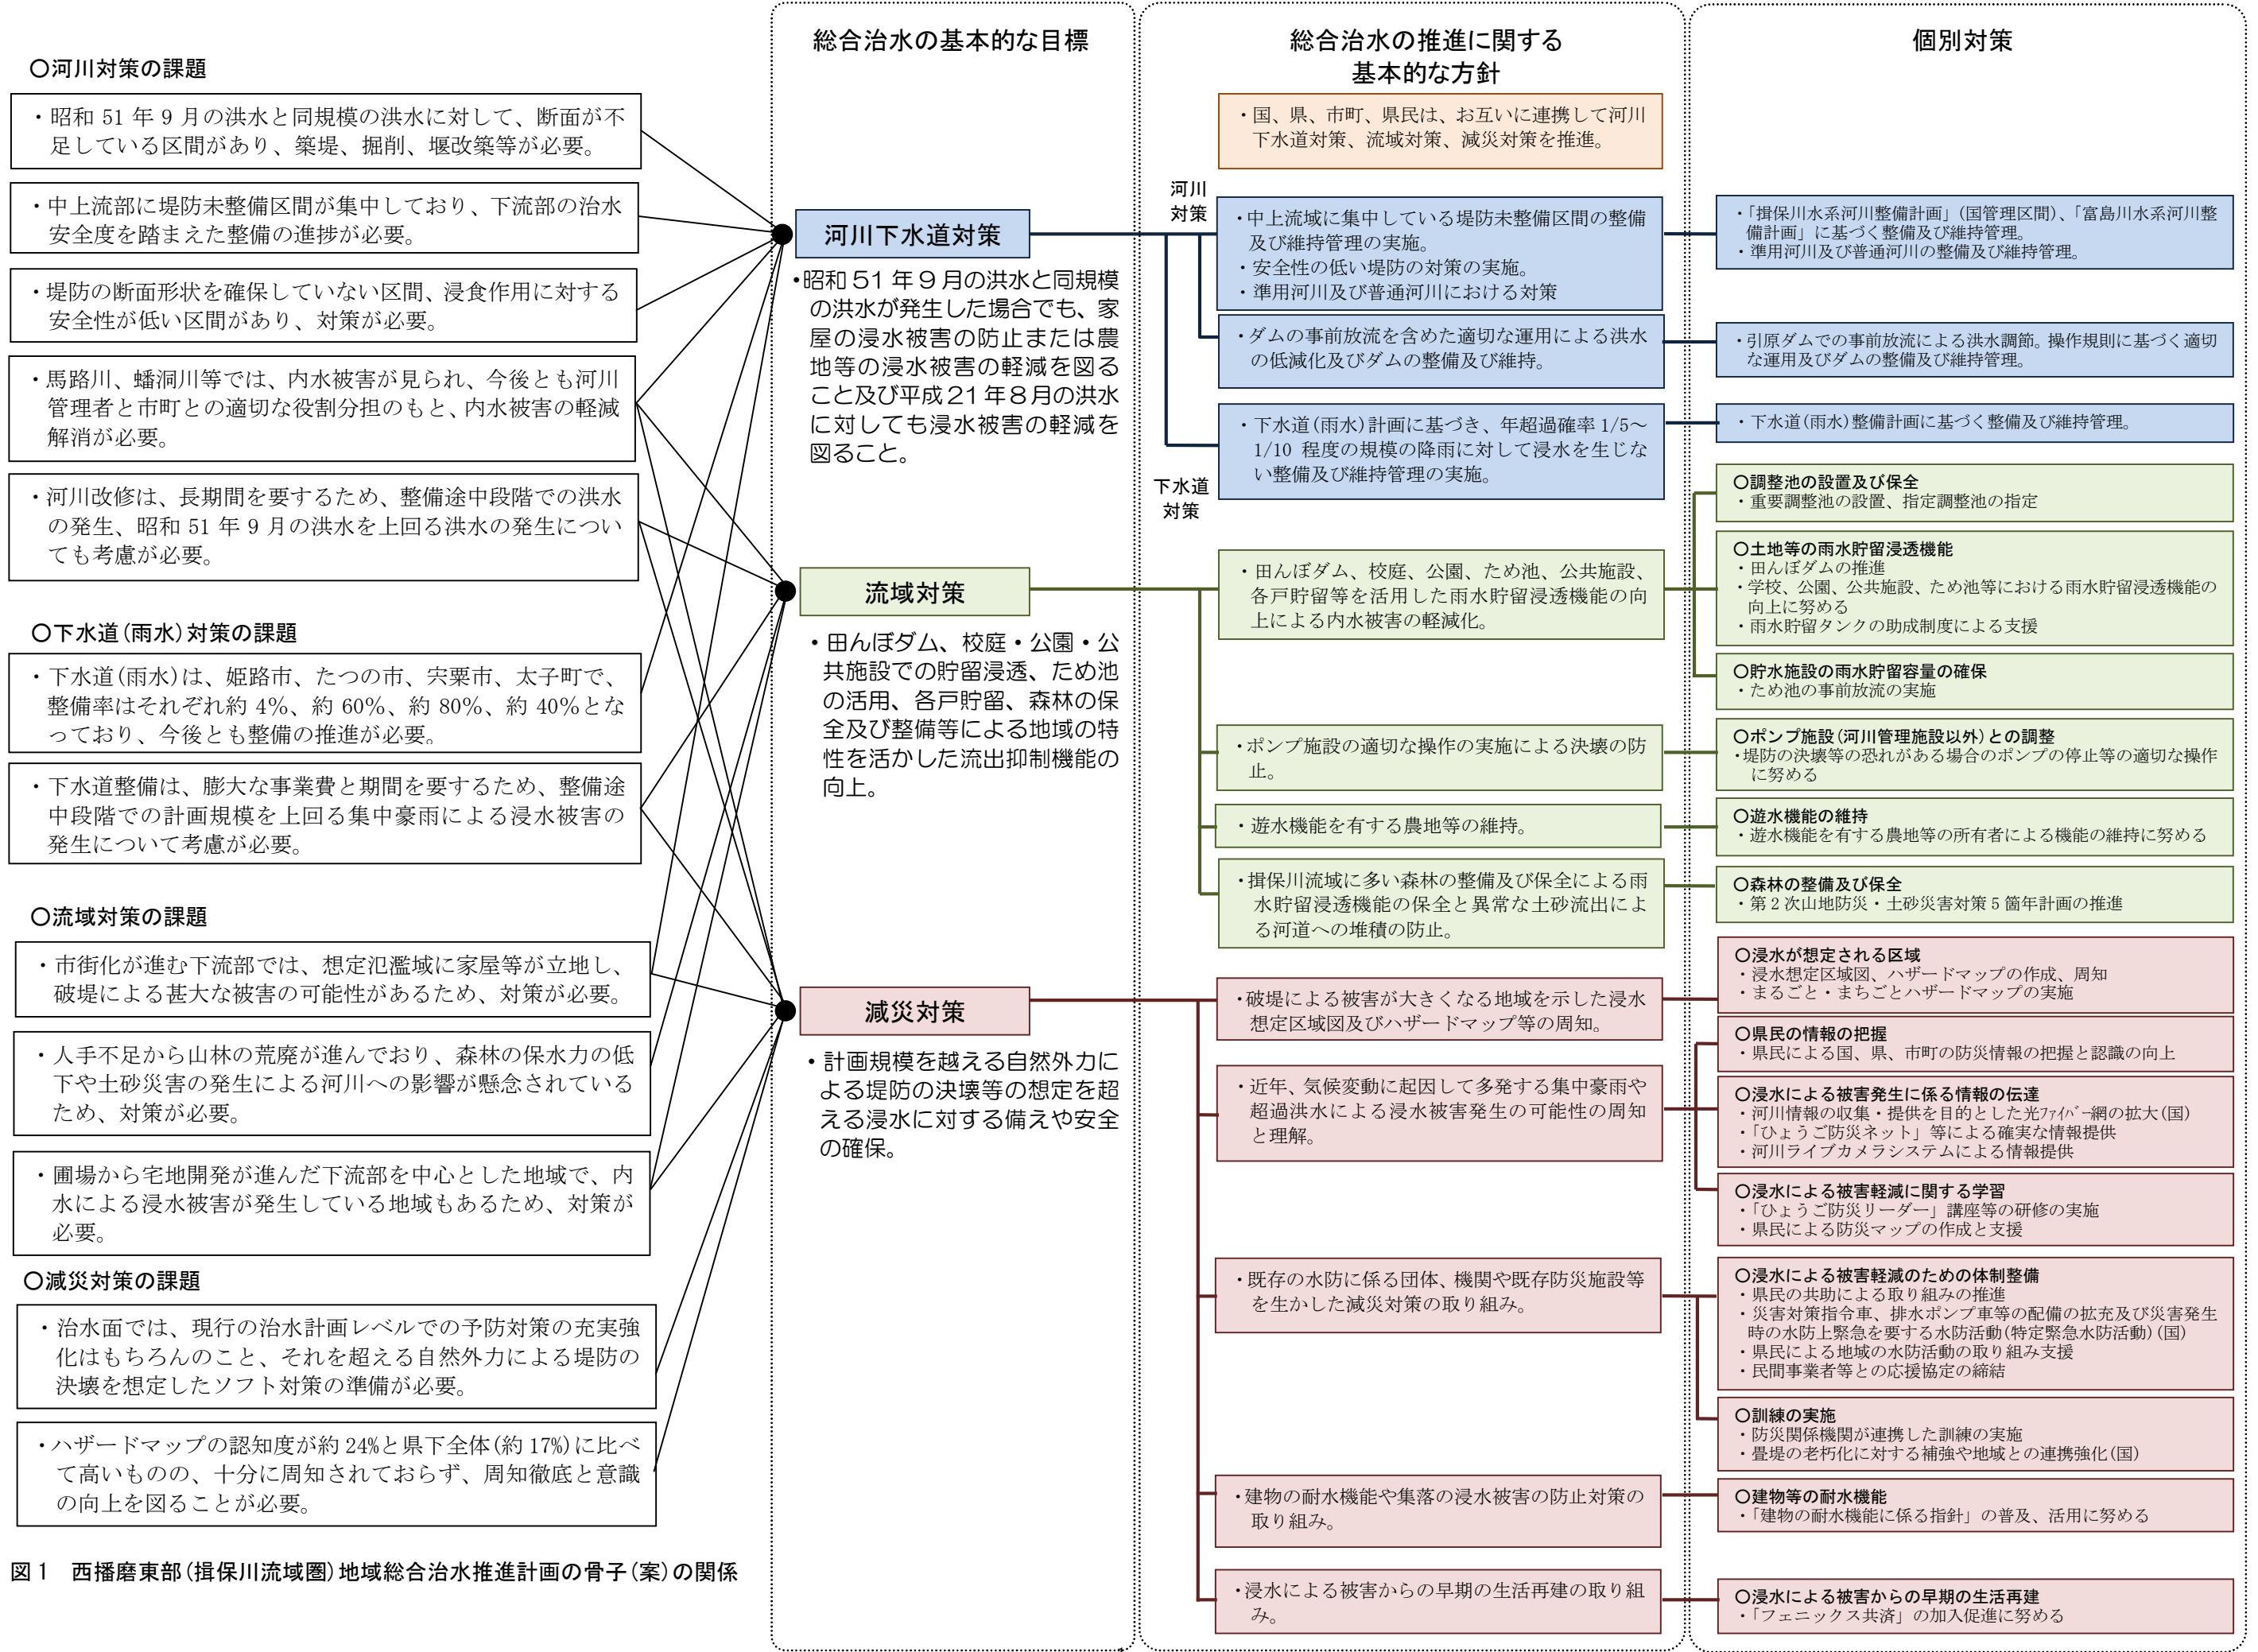 〇河川対策の課題
・昭和 51 年 9 月の洪水と同規模の洪水に対して、断面が不
足している区間があり、築堤、掘削、堰改築等が必要。
・中上流部に堤防未整備区間が集中しており、下流部の治水
安全度を踏まえた整備の進捗が必要。
・堤防の断面形状を確保していない区間、浸食作用に対する
安全性が低い区間があり、対策が必要。
・馬路川、蟠洞川等では、内水被害が見られ、今後とも河川
管理者と市町との適切な役割分担のもと、内水被害の軽減
解消が必要。
・河川改修は、長期間を要するため、整備途中段階での洪水
の発生、昭和 51 年 9 月の洪水を上回る洪水の発生につい
ても考慮が必要。
〇下水道(雨水)対策の課題
・下水道(雨水)は、姫路市、たつの市、宍粟市、太子町で、
整備率はそれぞれ約 4％、約 60％、約 80％、約 40％とな
っており、今後とも整備の推進が必要。
・下水道整備は、膨大な事業費と期間を要するため、整備途
中段階での計画規模を上回る集中豪雨による浸水被害の
発生について考慮が必要。
〇流域対策の課題
・市街化が進む下流部では、想定氾濫域に家屋等が立地し、
破堤による甚大な被害の可能性があるため、対策が必要。
・人手不足から山林の荒廃が進んでおり、森林の保水力の低
下や土砂災害の発生による河川への影響が懸念されている
ため、対策が必要。
・圃場から宅地開発が進んだ下流部を中心とした地域で、内
水による浸水被害が発生している地域もあるため、対策が
必要。
〇減災対策の課題
・治水面では、現行の治水計画レベルでの予防対策の充実強
化はもちろんのこと、それを超える自然外力による堤防の
決壊を想定したソフト対策の準備が必要。
・ハザードマップの認知度が約 24%と県下全体(約 17%)に比べ
て高いものの、十分に周知されておらず、周知徹底と意識
の向上を図ることが必要。
図 1　西播磨東部(揖保川流域圏)地域総合治水推進計画の骨子(案)の関係
総合治水の基本的な目標
河川下水道対策
・昭和 51 年 9 月の洪水と同規模
の洪水が発生した場合でも、家
屋の浸水被害の防止または農
地等の浸水被害の軽減を図る
こと及び平成 21 年 8 月の洪水
に対しても浸水被害の軽減を
図ること。
流域対策
・田んぼダム、校庭・公園・公
共施設での貯留浸透、ため池
の活用、各戸貯留、森林の保
全及び整備等による地域の特
性を活かした流出抑制機能の
向上。
減災対策
・計画規模を越える自然外力に
よる堤防の決壊等の想定を超
える浸水に対する備えや安全
の確保。
総合治水の推進に関する
基本的な方針
・国、県、市町、県民は、お互いに連携して河川
下水道対策、流域対策、減災対策を推進。
河川
対策
・中上流域に集中している堤防未整備区間の整備
及び維持管理の実施。
・安全性の低い堤防の対策の実施。
・準用河川及び普通河川における対策
・ダムの事前放流を含めた適切な運用による洪水
の低減化及びダムの整備及び維持。
下水道
対策
・下水道(雨水)計画に基づき、年超過確率 1/5～
1/10 程度の規模の降雨に対して浸水を生じな
い整備及び維持管理の実施。
・田んぼダム、校庭、公園、ため池、公共施設、
各戸貯留等を活用した雨水貯留浸透機能の向
上による内水被害の軽減化。
・ポンプ施設の適切な操作の実施による決壊の防
止。
・遊水機能を有する農地等の維持。
・揖保川流域に多い森林の整備及び保全による雨
水貯留浸透機能の保全と異常な土砂流出によ
る河道への堆積の防止。
・破堤による被害が大きくなる地域を示した浸水
想定区域図及びハザードマップ等の周知。
・近年、気候変動に起因して多発する集中豪雨や
超過洪水による浸水被害発生の可能性の周知
と理解。
・既存の水防に係る団体、機関や既存防災施設等
を生かした減災対策の取り組み。
・建物の耐水機能や集落の浸水被害の防止対策の
取り組み。
・浸水による被害からの早期の生活再建の取り組
み。
個別対策
・「揖保川水系河川整備計画」(国管理区間)、「富島川水系河川整
備計画」に基づく整備及び維持管理。
・準用河川及び普通河川の整備及び維持管理。
・引原ダムでの事前放流による洪水調節。操作規則に基づく適切
な運用及びダムの整備及び維持管理。
・下水道(雨水)整備計画に基づく整備及び維持管理。
〇調整池の設置及び保全
・重要調整池の設置、指定調整池の指定
〇土地等の雨水貯留浸透機能
・田んぼダムの推進
・学校、公園、公共施設、ため池等における雨水貯留浸透機能の
向上に努める
・雨水貯留タンクの助成制度による支援
〇貯水施設の雨水貯留容量の確保
・ため池の事前放流の実施
〇ポンプ施設(河川管理施設以外)との調整
・堤防の決壊等の恐れがある場合のポンプの停止等の適切な操作
に努める
〇遊水機能の維持
・遊水機能を有する農地等の所有者による機能の維持に努める
〇森林の整備及び保全
・第 2 次山地防災・土砂災害対策 5 箇年計画の推進
〇浸水が想定される区域
・浸水想定区域図、ハザードマップの作成、周知
・まるごと・まちごとハザードマップの実施
〇県民の情報の把握
・県民による国、県、市町の防災情報の把握と認識の向上
〇浸水による被害発生に係る情報の伝達
・河川情報の収集・提供を目的とした光ﾌｧｲﾊﾞｰ網の拡大(国)
・「ひょうご防災ネット」等による確実な情報提供
・河川ライブカメラシステムによる情報提供
〇浸水による被害軽減に関する学習
・「ひょうご防災リーダー」講座等の研修の実施
・県民による防災マップの作成と支援
〇浸水による被害軽減のための体制整備
・県民の共助による取り組みの推進
・災害対策指令車、排水ポンプ車等の配備の拡充及び災害発生
時の水防上緊急を要する水防活動(特定緊急水防活動)(国)
・県民による地域の水防活動の取り組み支援
・民間事業者等との応援協定の締結
〇訓練の実施
・防災関係機関が連携した訓練の実施
・畳堤の老朽化に対する補強や地域との連携強化(国)
〇建物等の耐水機能
・「建物の耐水機能に係る指針」の普及、活用に努める
〇浸水による被害からの早期の生活再建
・「フェニックス共済」の加入促進に努める